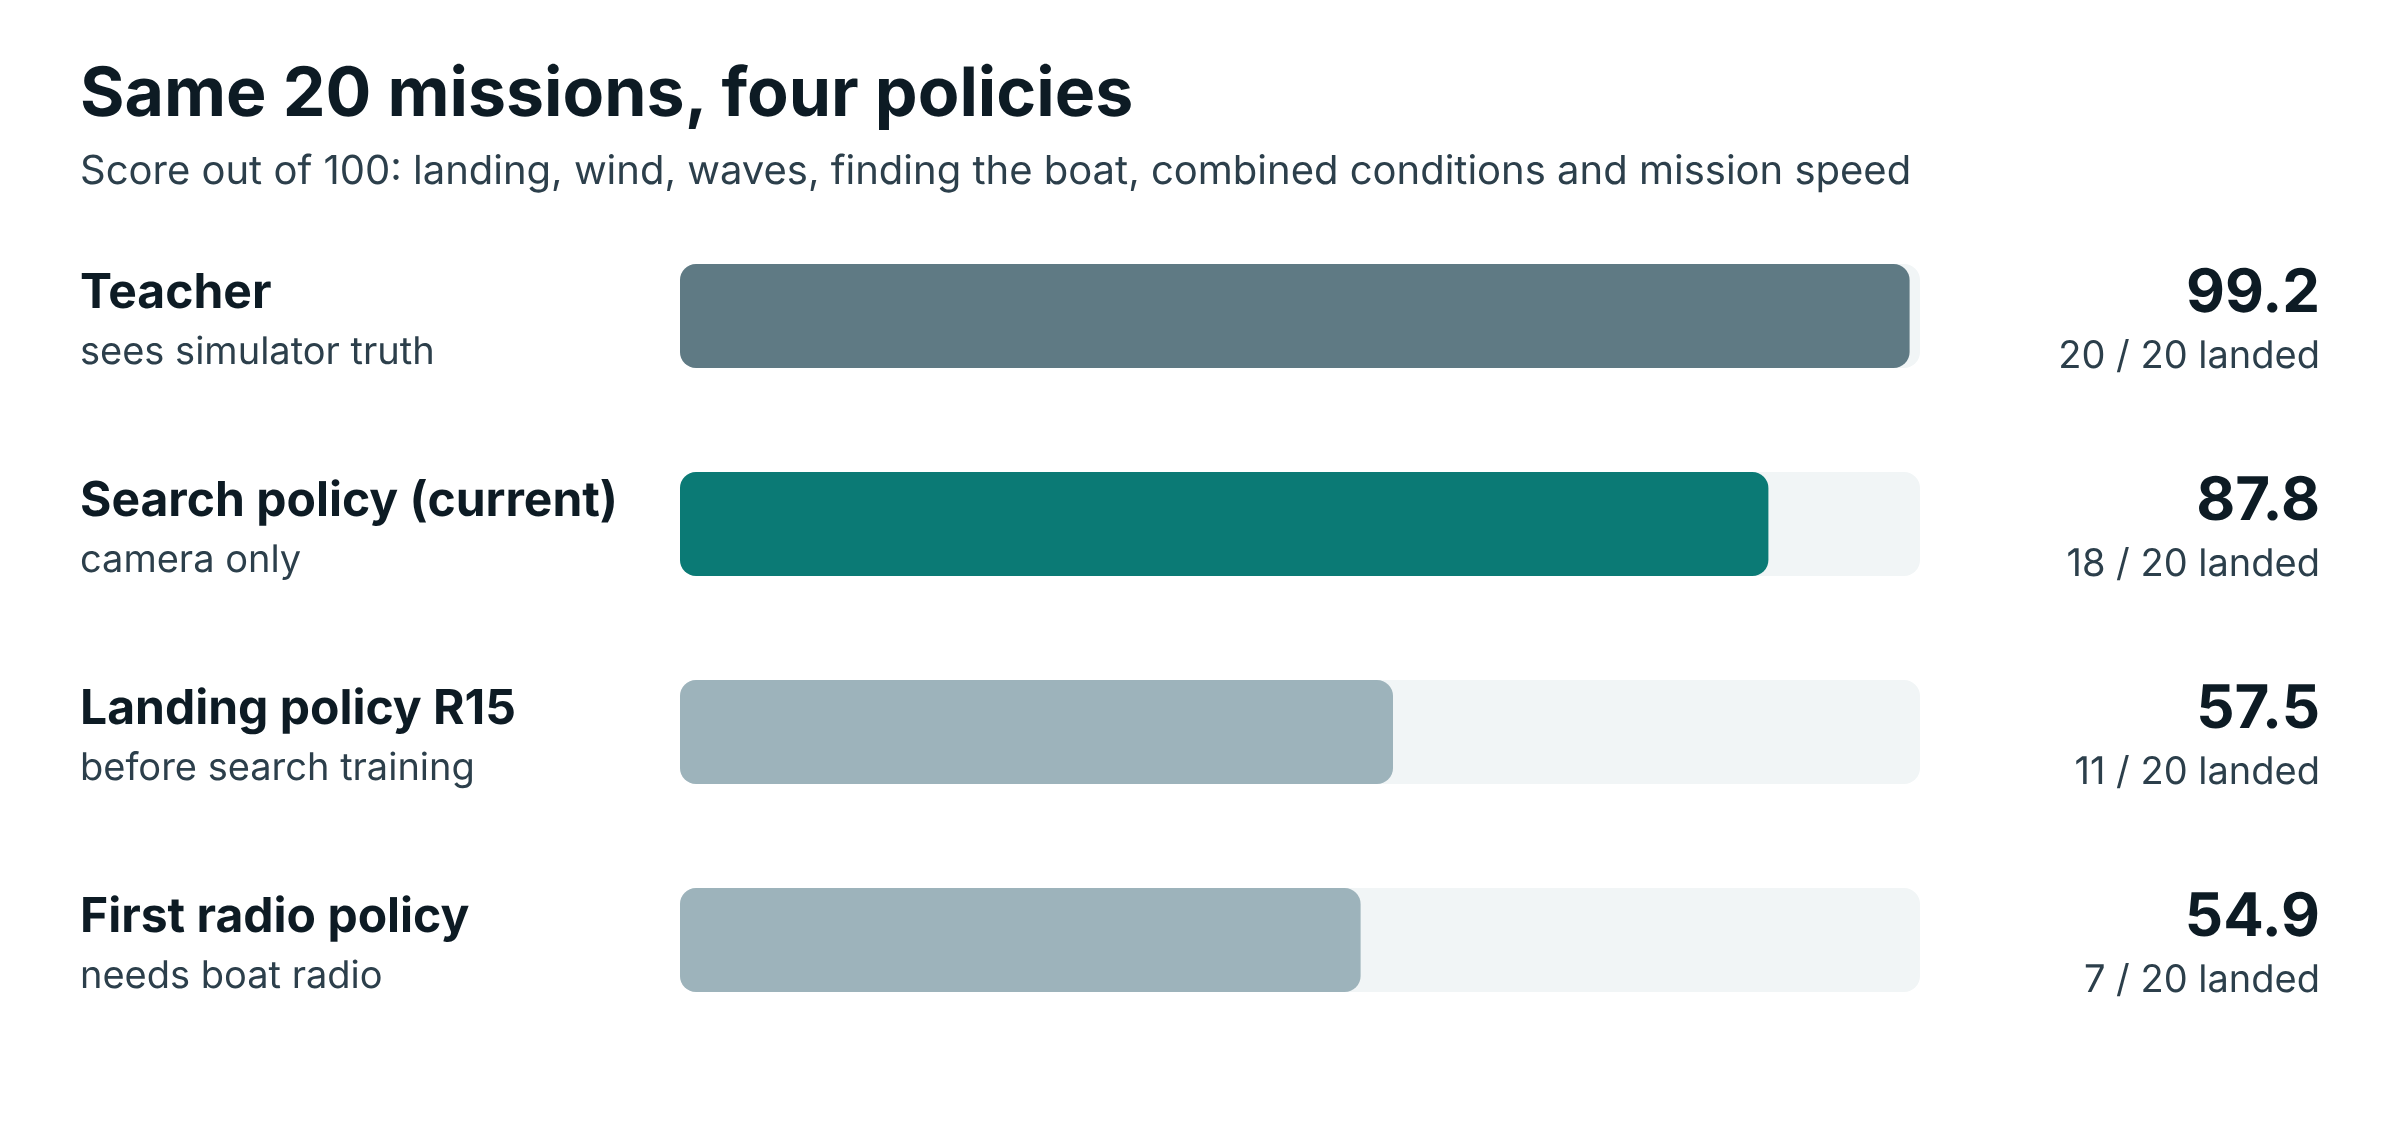 Same 20 missions, four policies
Score out of 100: landing, wind, waves, finding the boat, combined conditions and mission speed
Teacher
sees simulator truth
99.2
20 / 20 landed
Search policy (current)
camera only
87.8
18 / 20 landed
Landing policy R15
before search training
57.5
11 / 20 landed
First radio policy
needs boat radio
54.9
7 / 20 landed